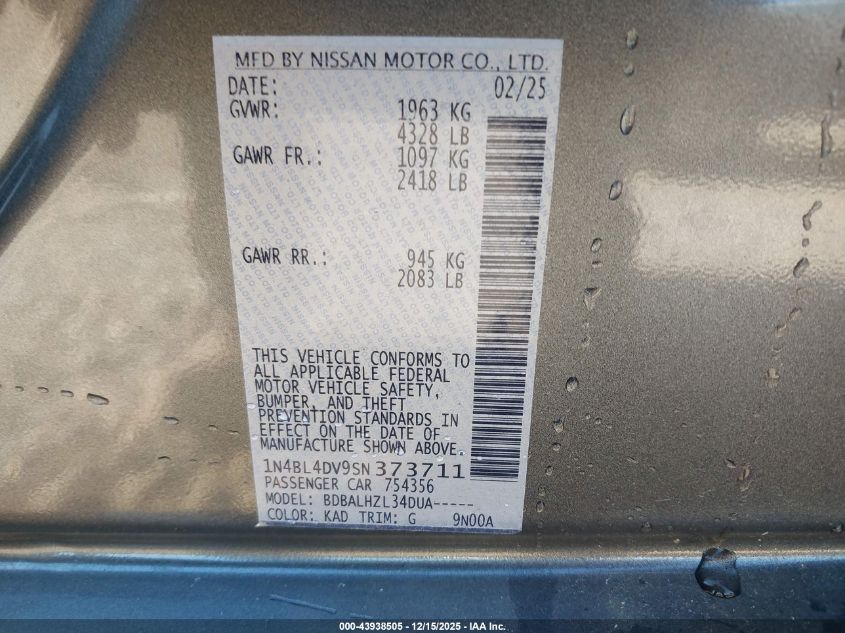 MFD BY NISSAN MOTOR CO., LTD.
DATE: 02/25
GVWR: 1963 KG
4328 LB
GAWR FR.: 1097 KG
2418 LB
GAWR RR.: 945 KG
2083 LB
THIS VEHICLE CONFORMS TO
ALL APPLICABLE FEDERAL
MOTOR VEHICLE SAFETY,
BUMPER, AND THEFT
PREVENTION STANDARDS IN
EFFECT ON THE DATE OF
MANUFACTURE SHOWN ABOVE.
1N4BL4DV9SN373711
PASSENGER CAR 754356
MODEL: BDBALHZL34DUA-----
COLOR: KAD TRIM: G 9N00A
000-43938505 - 12/15/2025 - IAA Inc.